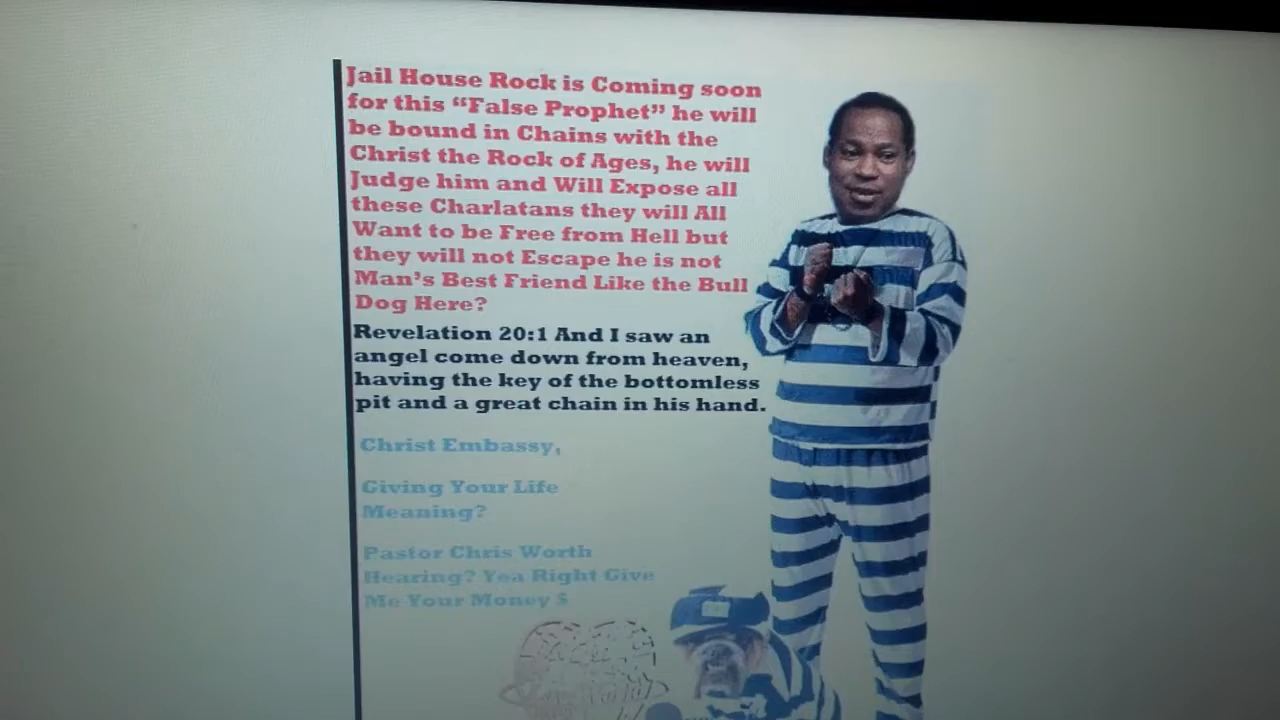 Jail House Rock is Coming soon
for this “False Prophet” he will
be bound in Chains with the
Christ the Rock of Ages, he will
Judge him and Will Expose all
these Charlatans they will All
Want to be Free from Hell but
they will not Escape he is not
Man’s Best Friend Like the Bull
Dog Here?
Revelation 20:1 And I saw an
angel come down from heaven,
having the key of the bottomless
pit and a great chain in his hand.
Christ Embassy,
Giving Your Life
Meaning?
Pastor Chris Worth
Hearing? Yea Right Give
Me Your Money $